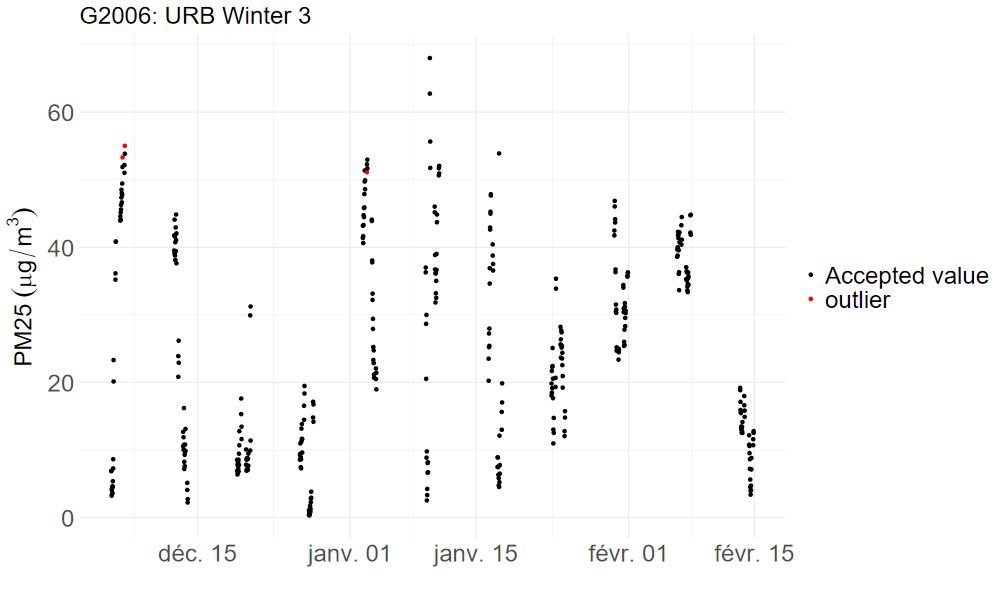 G2006: URB Winter 3
PM25 (μg/m³)
60
40
20
0
déc. 15
janv. 01
janv. 15
févr. 01
févr. 15
Accepted value
outlier